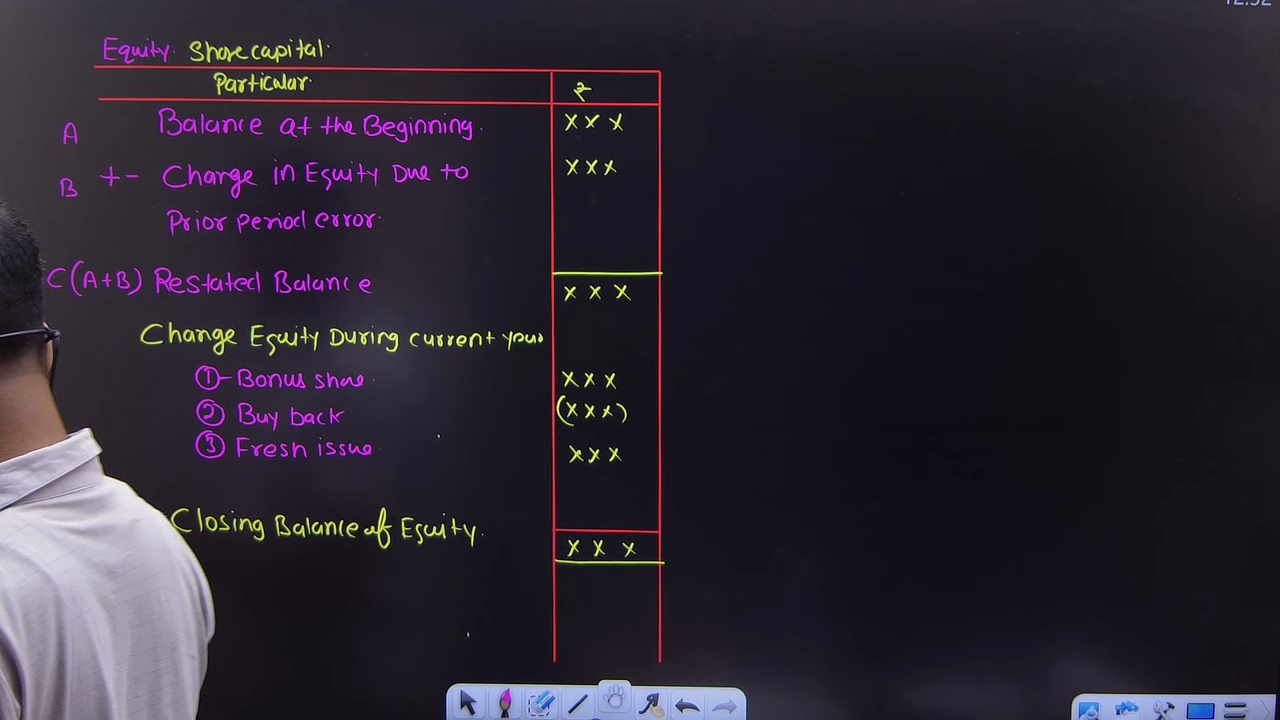 Equity Share capital
Particular ₹
A Balance at the Beginning. xxx
B +- Change in Equity Due to xxx
Prior period error
C(A+B) Restated Balance xxx
Change Equity During current year
①- Bonus share xxx
② Buy back (xxx)
③ Fresh issue xxx
Closing Balance of Equity. xxx